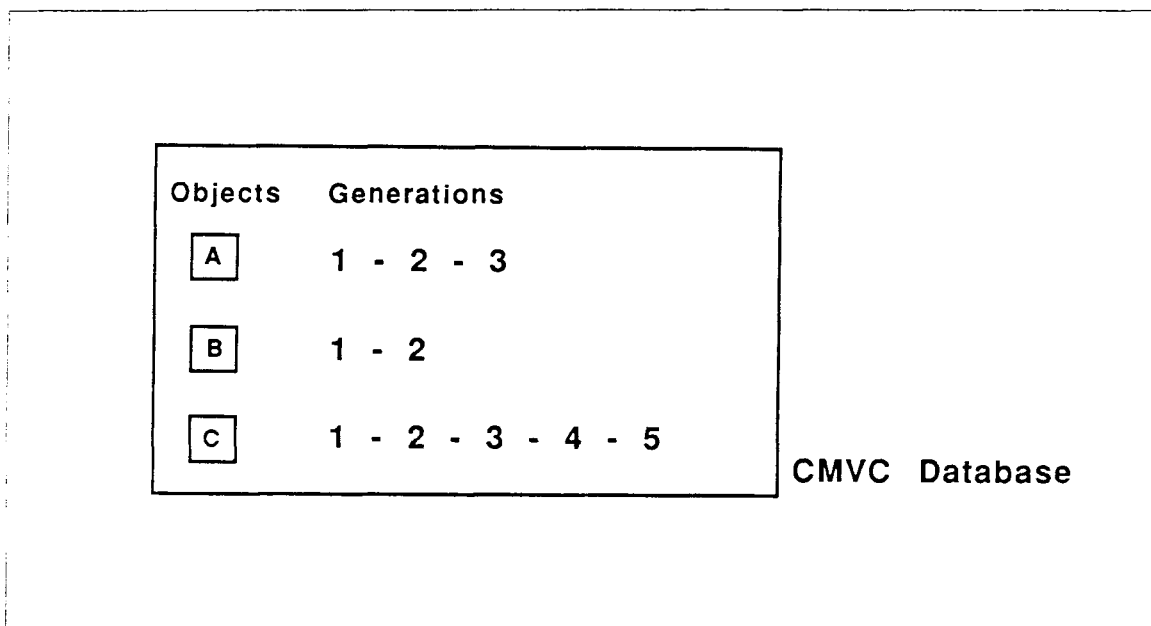 Objects Generations
A 1 - 2 - 3
B 1 - 2
C 1 - 2 - 3 - 4 - 5
CMVC Database